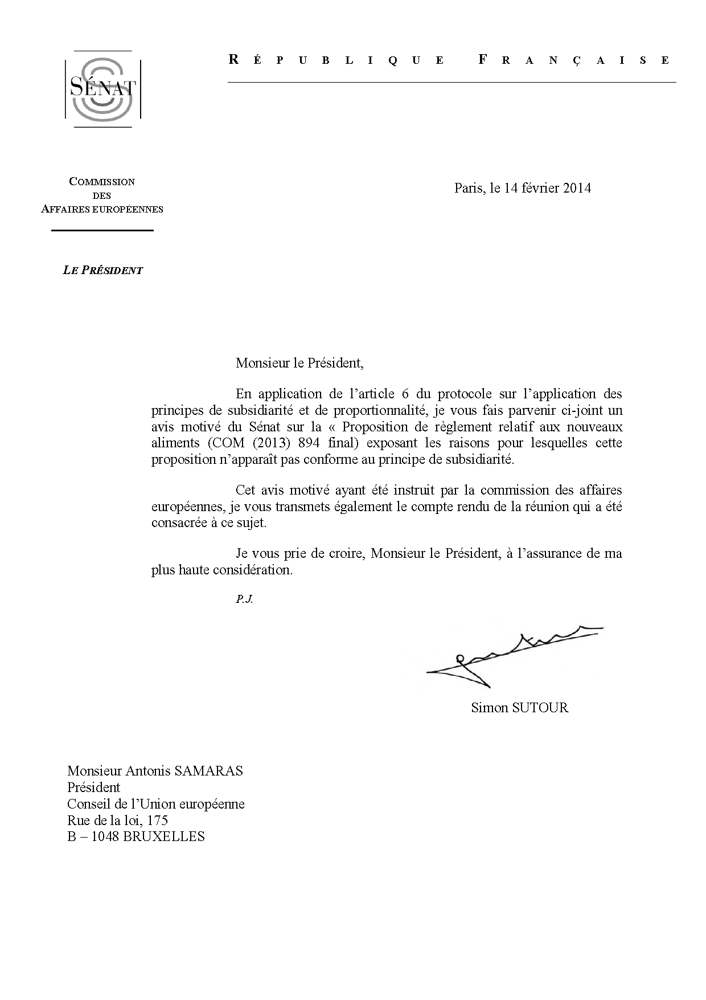 RÉPUBLIQUE FRANÇAISE
SÉNAT
COMMISSION
DES
AFFAIRES EUROPÉENNES
Paris, le 14 février 2014
LE PRÉSIDENT
Monsieur le Président,
En application de l’article 6 du protocole sur l’application des
principes de subsidiarité et de proportionnalité, je vous fais parvenir ci-joint un
avis motivé du Sénat sur la « Proposition de règlement relatif aux nouveaux
aliments (COM (2013) 894 final) exposant les raisons pour lesquelles cette
proposition n’apparaît pas conforme au principe de subsidiarité.
Cet avis motivé ayant été instruit par la commission des affaires
européennes, je vous transmets également le compte rendu de la réunion qui a été
consacrée à ce sujet.
Je vous prie de croire, Monsieur le Président, à l’assurance de ma
plus haute considération.
P.J.
Simon SUTOUR
Monsieur Antonis SAMARAS
Président
Conseil de l’Union européenne
Rue de la loi, 175
B – 1048 BRUXELLES